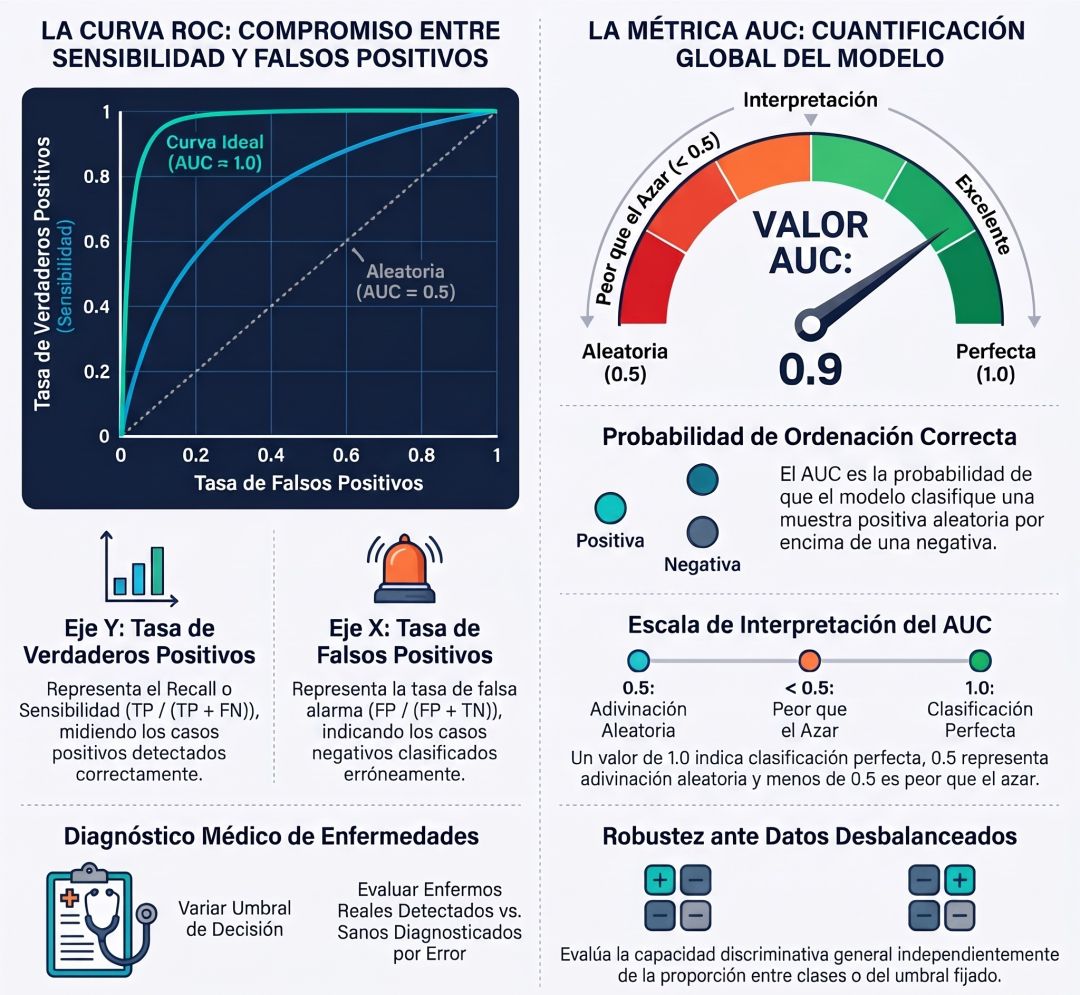 LA CURVA ROC: COMPROMISO ENTRE
SENSIBILIDAD Y FALSOS POSITIVOS
Tasa de Verdaderos Positivos
(Sensibilidad)
1
0.8
0.6
0.4
0.2
0
Curva Ideal
(AUC = 1.0)
Aleatoria
(AUC = 0.5)
0
0.2
0.4
0.6
0.8
1
Tasa de Falsos Positivos
Eje Y: Tasa de
Verdaderos Positivos
Representa el Recall o
Sensibilidad (TP / (TP + FN)),
midiendo los casos
positivos detectados
correctamente.
Eje X: Tasa de
Falsos Positivos
Representa la tasa de falsa
alarma (FP / (FP + TN)),
indicando los casos
negativos clasificados
erróneamente.
Diagnóstico Médico de Enfermedades
Variar Umbral
de Decisión
Evaluar Enfermos
Reales Detectados vs.
Sanos Diagnosticados
por Error
LA MÉTRICA AUC: CUANTIFICACIÓN
GLOBAL DEL MODELO
Interpretación
Peor que el Azar (< 0.5)
Excelente
VALOR
AUC:
0.9
Aleatoria
(0.5)
Perfecta
(1.0)
Probabilidad de Ordenación Correcta
Positiva
Negativa
El AUC es la probabilidad de
que el modelo clasifique una
muestra positiva aleatoria por
encima de una negativa.
Escala de Interpretación del AUC
0.5:
Adivinación
Aleatoria
< 0.5:
Peor que
el Azar
1.0:
Clasificación
Perfecta
Un valor de 1.0 indica clasificación perfecta, 0.5 representa
adivinación aleatoria y menos de 0.5 es peor que el azar.
Robustez ante Datos Desbalanceados
+ −
− −
− +
− −
Evalúa la capacidad discriminativa general independientemente
de la proporción entre clases o del umbral fijado.